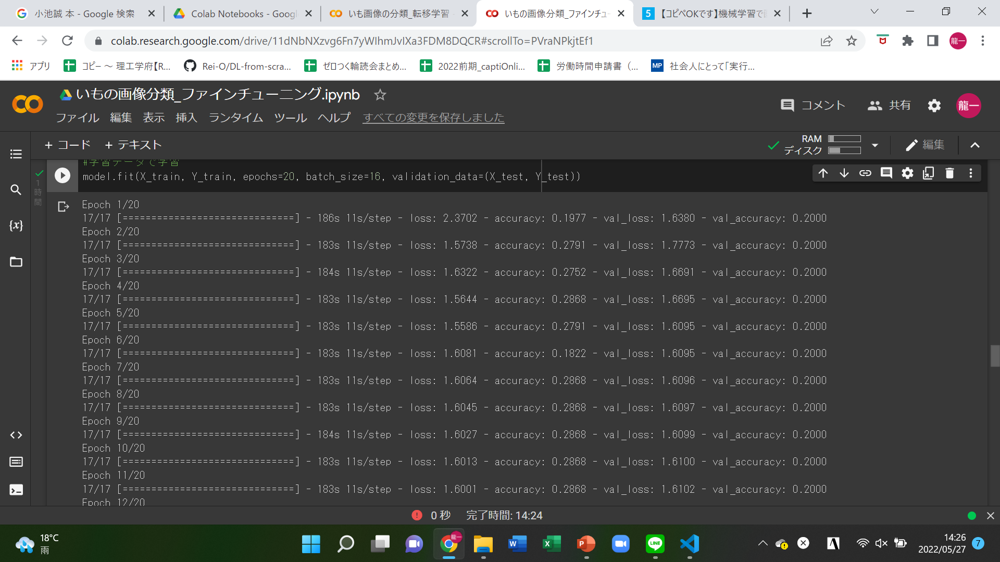 小池誠 本 - Google 検索
Colab Notebooks - Goog
いも画像の分類_転移学習 -
いもの画像分類_ファインチュー
【コピペOKです】機械学習で画
colab.research.google.com/drive/11dNbNXzvg6Fn7yWIhmJvIXa3FDM8DQCR#scrollTo=PVraNPkjtEf1
龍一
アプリ
コピー ～ 理工学府【R...
Rei-O/DL-from-scra...
ゼロつく輪読会まとめ...
2022前期_captiOnli...
労働時間申請書（...
MP 社会人にとって「実行...
いもの画像分類_ファインチューニング.ipynb
コメント 共有 龍一
ファイル 編集 表示 挿入 ランタイム ツール ヘルプ すべての変更を保存しました
+ コード + テキスト
RAM
ディスク
編集
1
時
間
#学習データで学習
model.fit(X_train, Y_train, epochs=20, batch_size=16, validation_data=(X_test, Y_test))
Epoch 1/20
17/17 [==============================] - 186s 11s/step - loss: 2.3702 - accuracy: 0.1977 - val_loss: 1.6380 - val_accuracy: 0.2000
Epoch 2/20
17/17 [==============================] - 183s 11s/step - loss: 1.5738 - accuracy: 0.2791 - val_loss: 1.7773 - val_accuracy: 0.2000
Epoch 3/20
17/17 [==============================] - 184s 11s/step - loss: 1.6322 - accuracy: 0.2752 - val_loss: 1.6691 - val_accuracy: 0.2000
Epoch 4/20
17/17 [==============================] - 183s 11s/step - loss: 1.5644 - accuracy: 0.2868 - val_loss: 1.6695 - val_accuracy: 0.2000
Epoch 5/20
17/17 [==============================] - 183s 11s/step - loss: 1.5586 - accuracy: 0.2791 - val_loss: 1.6095 - val_accuracy: 0.2000
Epoch 6/20
17/17 [==============================] - 183s 11s/step - loss: 1.6081 - accuracy: 0.1822 - val_loss: 1.6095 - val_accuracy: 0.2000
Epoch 7/20
17/17 [==============================] - 183s 11s/step - loss: 1.6064 - accuracy: 0.2868 - val_loss: 1.6096 - val_accuracy: 0.2000
Epoch 8/20
17/17 [==============================] - 183s 11s/step - loss: 1.6045 - accuracy: 0.2868 - val_loss: 1.6097 - val_accuracy: 0.2000
Epoch 9/20
17/17 [==============================] - 184s 11s/step - loss: 1.6027 - accuracy: 0.2868 - val_loss: 1.6099 - val_accuracy: 0.2000
Epoch 10/20
17/17 [==============================] - 183s 11s/step - loss: 1.6013 - accuracy: 0.2868 - val_loss: 1.6100 - val_accuracy: 0.2000
Epoch 11/20
17/17 [==============================] - 183s 11s/step - loss: 1.6001 - accuracy: 0.2868 - val_loss: 1.6102 - val_accuracy: 0.2000
Epoch 12/20
0 秒 完了時間: 14:24
18°C
雨
LINE
A
14:26
2022/05/27
7